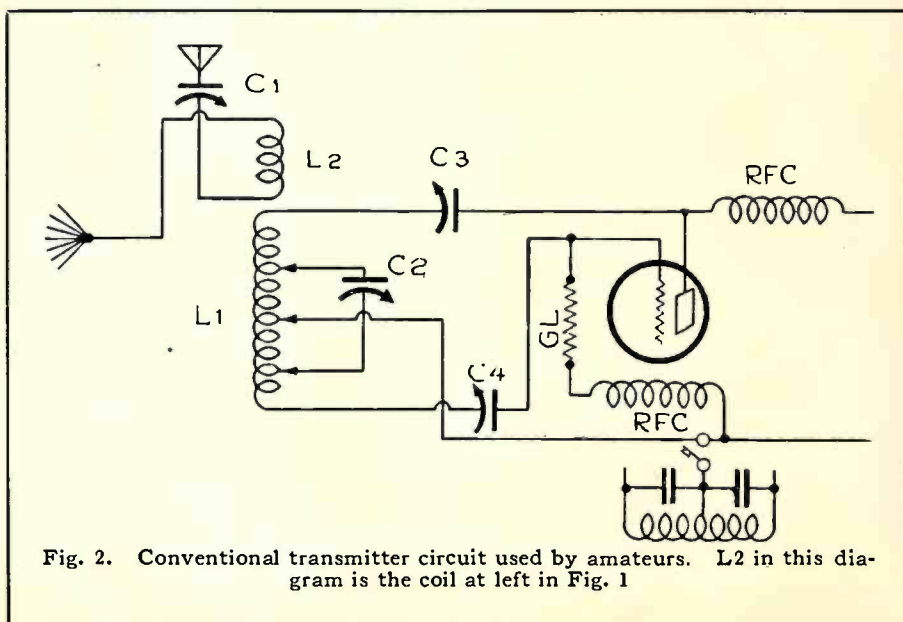 C1
L2
C3
RFC
C2
L1
GL
C4
RFC
Fig. 2. Conventional transmitter circuit used by amateurs. L2 in this dia-
gram is the coil at left in Fig. 1